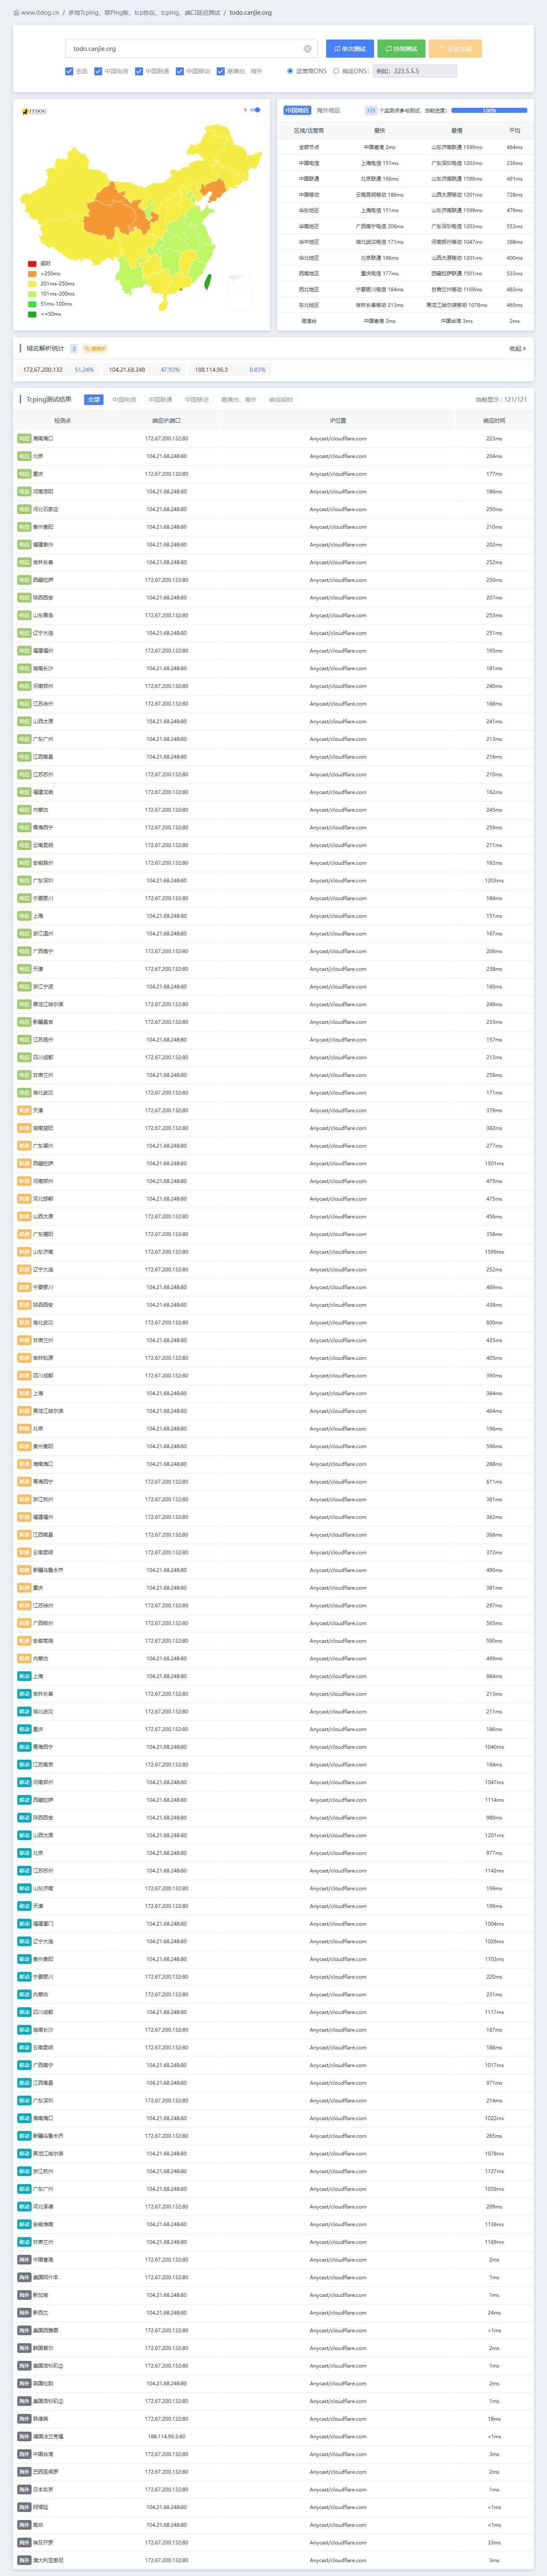 www.itdog.cn / 多地Tcping、禁Ping版、tcp协议、tcping、端口延迟测试 / todo.canjie.org
todo.canjie.org 单次测试 持续测试
全选 中国电信 中国联通 中国移动 港澳台、海外 运营商DNS 指定DNS: 例如：223.5.5.5
ITDOG
超时
>250ms
201ms-250ms
101ms-200ms
51ms-100ms
<=50ms
中国地区 海外地区 121 个监测点参与测试，当前进度： 100%
区域/运营商 最快 最慢 平均
全部节点 中国香港 2ms 山东济南联通 1599ms 464ms
中国电信 上海电信 151ms 广东深圳电信 1203ms 236ms
中国联通 北京联通 196ms 山东济南联通 1599ms 491ms
中国移动 云南昆明移动 186ms 山西太原移动 1201ms 728ms
华东地区 上海电信 151ms 山东济南联通 1599ms 479ms
华南地区 广西南宁电信 206ms 广东深圳电信 1203ms 553ms
华中地区 湖北武汉电信 171ms 河南郑州移动 1047ms 368ms
华北地区 北京联通 196ms 山西太原移动 1201ms 400ms
西南地区 重庆电信 177ms 西藏拉萨联通 1501ms 533ms
西北地区 宁夏银川电信 184ms 甘肃兰州移动 1169ms 483ms
东北地区 吉林长春移动 213ms 黑龙江哈尔滨移动 1078ms 465ms
港澳台 中国香港 2ms 中国台湾 3ms 2ms
域名解析统计 3 复制IP 收起
172.67.200.132 51.24% 104.21.68.248 47.93% 188.114.96.3 0.83%
Tcping测试结果 全部 中国电信 中国联通 中国移动 港澳台、海外 响应超时 当前显示：121/121
检测点 响应IP:端口 IP位置 响应时间
电信 海南海口 172.67.200.132:80 Anycast/cloudflare.com 223ms
电信 北京 104.21.68.248:80 Anycast/cloudflare.com 204ms
电信 重庆 172.67.200.132:80 Anycast/cloudflare.com 177ms
电信 河南洛阳 104.21.68.248:80 Anycast/cloudflare.com 186ms
电信 河北石家庄 104.21.68.248:80 Anycast/cloudflare.com 250ms
电信 贵州贵阳 104.21.68.248:80 Anycast/cloudflare.com 210ms
电信 福建泉州 172.67.200.132:80 Anycast/cloudflare.com 202ms
电信 吉林长春 104.21.68.248:80 Anycast/cloudflare.com 252ms
电信 西藏拉萨 172.67.200.132:80 Anycast/cloudflare.com 250ms
电信 陕西西安 104.21.68.248:80 Anycast/cloudflare.com 207ms
电信 山东青岛 172.67.200.132:80 Anycast/cloudflare.com 253ms
电信 辽宁大连 104.21.68.248:80 Anycast/cloudflare.com 251ms
电信 福建福州 172.67.200.132:80 Anycast/cloudflare.com 195ms
电信 湖南长沙 104.21.68.248:80 Anycast/cloudflare.com 181ms
电信 河南郑州 172.67.200.132:80 Anycast/cloudflare.com 240ms
电信 江苏徐州 172.67.200.132:80 Anycast/cloudflare.com 168ms
电信 山西太原 104.21.68.248:80 Anycast/cloudflare.com 241ms
电信 广东广州 104.21.68.248:80 Anycast/cloudflare.com 213ms
电信 江西南昌 104.21.68.248:80 Anycast/cloudflare.com 216ms
电信 江苏苏州 172.67.200.132:80 Anycast/cloudflare.com 210ms
电信 福建龙岩 172.67.200.132:80 Anycast/cloudflare.com 162ms
电信 内蒙古 172.67.200.132:80 Anycast/cloudflare.com 245ms
电信 青海西宁 172.67.200.132:80 Anycast/cloudflare.com 259ms
电信 云南昆明 172.67.200.132:80 Anycast/cloudflare.com 211ms
电信 172.67.200.132:80 Anycast/cloudflare.com 192ms
电信 广东深圳 104.21.68.248:80 Anycast/cloudflare.com 1203ms
电信 宁夏银川 172.67.200.132:80 Anycast/cloudflare.com 184ms
电信 上海 104.21.68.248:80 Anycast/cloudflare.com 151ms
电信 浙江温州 104.21.68.248:80 Anycast/cloudflare.com 167ms
电信 广西南宁 172.67.200.132:80 Anycast/cloudflare.com 206ms
电信 天津 172.67.200.132:80 Anycast/cloudflare.com 238ms
电信 浙江宁波 104.21.68.248:80 Anycast/cloudflare.com 160ms
电信 黑龙江哈尔滨 172.67.200.132:80 Anycast/cloudflare.com 249ms
电信 新疆昌吉 172.67.200.132:80 Anycast/cloudflare.com 233ms
电信 江苏扬州 104.21.68.248:80 Anycast/cloudflare.com 157ms
电信 四川成都 172.67.200.132:80 Anycast/cloudflare.com 213ms
电信 甘肃兰州 104.21.68.248:80 Anycast/cloudflare.com 258ms
电信 湖北武汉 172.67.200.132:80 Anycast/cloudflare.com 171ms
联通 天津 172.67.200.132:80 Anycast/cloudflare.com 379ms
联通 湖南益阳 172.67.200.132:80 Anycast/cloudflare.com 382ms
联通 广东潮州 104.21.68.248:80 Anycast/cloudflare.com 277ms
联通 西藏拉萨 104.21.68.248:80 Anycast/cloudflare.com 1501ms
联通 河南郑州 172.67.200.132:80 Anycast/cloudflare.com 475ms
联通 河北邯郸 104.21.68.248:80 Anycast/cloudflare.com 475ms
联通 山西太原 172.67.200.132:80 Anycast/cloudflare.com 456ms
联通 广东揭阳 172.67.200.132:80 Anycast/cloudflare.com 358ms
联通 山东济南 172.67.200.132:80 Anycast/cloudflare.com 1599ms
联通 辽宁大连 172.67.200.132:80 Anycast/cloudflare.com 252ms
联通 宁夏银川 104.21.68.248:80 Anycast/cloudflare.com 469ms
联通 陕西西安 104.21.68.248:80 Anycast/cloudflare.com 438ms
联通 湖北武汉 172.67.200.132:80 Anycast/cloudflare.com 600ms
联通 甘肃兰州 104.21.68.248:80 Anycast/cloudflare.com 435ms
联通 吉林松原 172.67.200.132:80 Anycast/cloudflare.com 405ms
联通 四川成都 172.67.200.132:80 Anycast/cloudflare.com 390ms
联通 上海 104.21.68.248:80 Anycast/cloudflare.com 384ms
联通 黑龙江哈尔滨 104.21.68.248:80 Anycast/cloudflare.com 464ms
联通 北京 104.21.68.248:80 Anycast/cloudflare.com 196ms
联通 贵州贵阳 104.21.68.248:80 Anycast/cloudflare.com 596ms
联通 海南海口 104.21.68.248:80 Anycast/cloudflare.com 288ms
联通 青海西宁 172.67.200.132:80 Anycast/cloudflare.com 611ms
联通 浙江杭州 172.67.200.132:80 Anycast/cloudflare.com 361ms
联通 福建福州 172.67.200.132:80 Anycast/cloudflare.com 362ms
联通 江西南昌 104.21.68.248:80 Anycast/cloudflare.com 368ms
联通 云南昆明 172.67.200.132:80 Anycast/cloudflare.com 372ms
联通 新疆乌鲁木齐 172.67.200.132:80 Anycast/cloudflare.com 490ms
联通 重庆 104.21.68.248:80 Anycast/cloudflare.com 381ms
联通 江苏徐州 172.67.200.132:80 Anycast/cloudflare.com 297ms
联通 广西柳州 172.67.200.132:80 Anycast/cloudflare.com 565ms
联通 安徽芜湖 172.67.200.132:80 Anycast/cloudflare.com 590ms
联通 内蒙古 104.21.68.248:80 Anycast/cloudflare.com 499ms
移动 上海 104.21.68.248:80 Anycast/cloudflare.com 984ms
移动 吉林长春 172.67.200.132:80 Anycast/cloudflare.com 213ms
移动 湖北武汉 172.67.200.132:80 Anycast/cloudflare.com 211ms
移动 重庆 172.67.200.132:80 Anycast/cloudflare.com 186ms
移动 青海西宁 104.21.68.248:80 Anycast/cloudflare.com 1040ms
移动 江苏南京 172.67.200.132:80 Anycast/cloudflare.com 194ms
移动 河南郑州 104.21.68.248:80 Anycast/cloudflare.com 1047ms
移动 西藏拉萨 104.21.68.248:80 Anycast/cloudflare.com 1114ms
移动 陕西西安 104.21.68.248:80 Anycast/cloudflare.com 980ms
移动 山西太原 104.21.68.248:80 Anycast/cloudflare.com 1201ms
移动 北京 104.21.68.248:80 Anycast/cloudflare.com 977ms
移动 江苏苏州 104.21.68.248:80 Anycast/cloudflare.com 1142ms
移动 山东济南 172.67.200.132:80 Anycast/cloudflare.com 199ms
移动 天津 172.67.200.132:80 Anycast/cloudflare.com 199ms
移动 福建厦门 104.21.68.248:80 Anycast/cloudflare.com 1004ms
移动 辽宁大连 104.21.68.248:80 Anycast/cloudflare.com 1026ms
移动 贵州贵阳 104.21.68.248:80 Anycast/cloudflare.com 1103ms
移动 宁夏银川 172.67.200.132:80 Anycast/cloudflare.com 220ms
移动 内蒙古 172.67.200.132:80 Anycast/cloudflare.com 231ms
移动 四川成都 104.21.68.248:80 Anycast/cloudflare.com 1117ms
移动 湖南长沙 172.67.200.132:80 Anycast/cloudflare.com 187ms
移动 云南昆明 172.67.200.132:80 Anycast/cloudflare.com 186ms
移动 广西南宁 104.21.68.248:80 Anycast/cloudflare.com 1017ms
移动 江西南昌 104.21.68.248:80 Anycast/cloudflare.com 971ms
移动 广东深圳 172.67.200.132:80 Anycast/cloudflare.com 214ms
移动 海南海口 104.21.68.248:80 Anycast/cloudflare.com 1022ms
移动 新疆乌鲁木齐 172.67.200.132:80 Anycast/cloudflare.com 265ms
移动 黑龙江哈尔滨 104.21.68.248:80 Anycast/cloudflare.com 1078ms
移动 浙江杭州 104.21.68.248:80 Anycast/cloudflare.com 1127ms
移动 广东广州 104.21.68.248:80 Anycast/cloudflare.com 1059ms
移动 河北承德 172.67.200.132:80 Anycast/cloudflare.com 209ms
移动 安徽淮南 104.21.68.248:80 Anycast/cloudflare.com 1136ms
移动 甘肃兰州 104.21.68.248:80 Anycast/cloudflare.com 1169ms
海外 中国香港 172.67.200.132:80 Anycast/cloudflare.com 2ms
海外 美国阿什本 172.67.200.132:80 Anycast/cloudflare.com 1ms
海外 新加坡 104.21.68.248:80 Anycast/cloudflare.com 1ms
海外 新西兰 104.21.68.248:80 Anycast/cloudflare.com 24ms
海外 美国西雅图 172.67.200.132:80 Anycast/cloudflare.com <1ms
海外 韩国首尔 172.67.200.132:80 Anycast/cloudflare.com 2ms
海外 美国洛杉矶② 172.67.200.132:80 Anycast/cloudflare.com 1ms
海外 英国伦敦 104.21.68.248:80 Anycast/cloudflare.com 2ms
海外 美国洛杉矶① 172.67.200.132:80 Anycast/cloudflare.com 1ms
海外 菲律宾 172.67.200.132:80 Anycast/cloudflare.com 18ms
海外 德国法兰克福 188.114.96.3:80 Anycast/cloudflare.com <1ms
海外 中国台湾 172.67.200.132:80 Anycast/cloudflare.com 3ms
海外 巴西圣保罗 172.67.200.132:80 Anycast/cloudflare.com 2ms
海外 日本东京 172.67.200.132:80 Anycast/cloudflare.com 1ms
海外 阿根廷 104.21.68.248:80 Anycast/cloudflare.com <1ms
海外 南非 104.21.68.248:80 Anycast/cloudflare.com <1ms
海外 埃及开罗 172.67.200.132:80 Anycast/cloudflare.com 33ms
海外 澳大利亚悉尼 172.67.200.132:80 Anycast/cloudflare.com 3ms